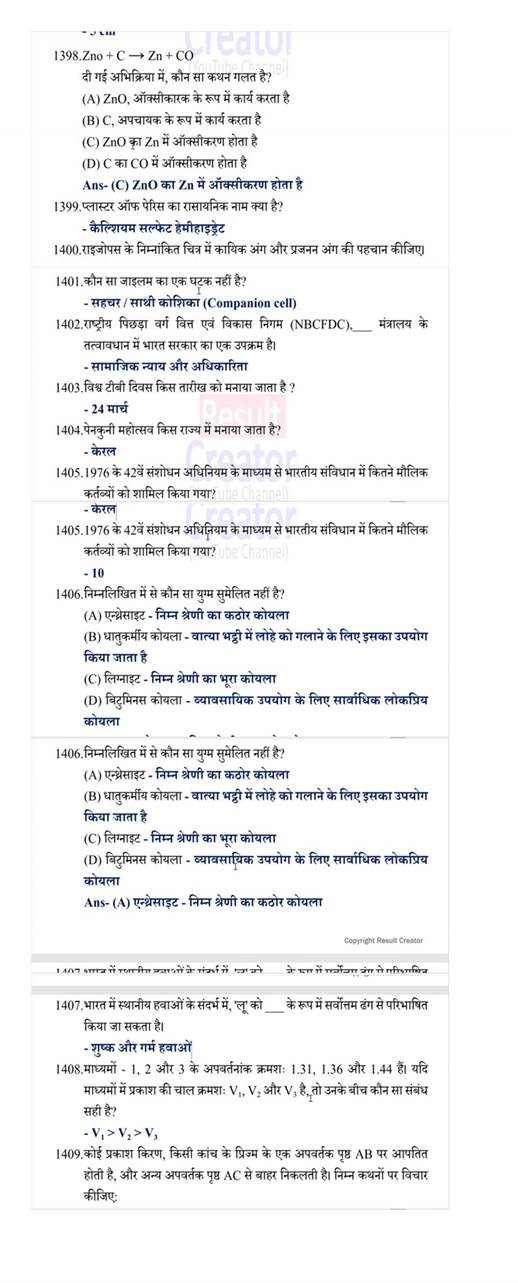 - 5 cm
1398.Zno + C ⟶ Zn + CO
दी गई अभिक्रिया में, कौन सा कथन गलत है?
(A) ZnO, ऑक्सीकारक के रूप में कार्य करता है
(B) C, अपचायक के रूप में कार्य करता है
(C) ZnO का Zn में ऑक्सीकरण होता है
(D) C का CO में ऑक्सीकरण होता है
Ans- (C) ZnO का Zn में ऑक्सीकरण होता है
1399.प्लास्टर ऑफ पेरिस का रासायनिक नाम क्या है?
- कैल्शियम सल्फेट हेमीहाइड्रेट
1400.राइजोपस के निम्नांकित चित्र में कायिक अंग और प्रजनन अंग की पहचान कीजिए।
1401.कौन सा जाइलम का एक घटक नहीं है?
- सहचर / साथी कोशिका (Companion cell)
1402.राष्ट्रीय पिछड़ा वर्ग वित्त एवं विकास निगम (NBCFDC),___ मंत्रालय के
तत्वावधान में भारत सरकार का एक उपक्रम है।
- सामाजिक न्याय और अधिकारिता
1403.विश्व टीबी दिवस किस तारीख को मनाया जाता है ?
- 24 मार्च
1404.पेनकुनी महोत्सव किस राज्य में मनाया जाता है?
- केरल
1405.1976 के 42वें संशोधन अधिनियम के माध्यम से भारतीय संविधान में कितने मौलिक
कर्तव्यों को शामिल किया गया?
- केरल
1405.1976 के 42वें संशोधन अधिनियम के माध्यम से भारतीय संविधान में कितने मौलिक
कर्तव्यों को शामिल किया गया?
- 10
1406.निम्नलिखित में से कौन सा युग्म सुमेलित नहीं है?
(A) एन्थ्रेसाइट - निम्न श्रेणी का कठोर कोयला
(B) धातुकर्मीय कोयला - वात्या भट्ठी में लोहे को गलाने के लिए इसका उपयोग
किया जाता है
(C) लिग्नाइट - निम्न श्रेणी का भूरा कोयला
(D) बिटुमिनस कोयला - व्यावसायिक उपयोग के लिए सार्वाधिक लोकप्रिय
कोयला
1406.निम्नलिखित में से कौन सा युग्म सुमेलित नहीं है?
(A) एन्थ्रेसाइट - निम्न श्रेणी का कठोर कोयला
(B) धातुकर्मीय कोयला - वात्या भट्ठी में लोहे को गलाने के लिए इसका उपयोग
किया जाता है
(C) लिग्नाइट - निम्न श्रेणी का भूरा कोयला
(D) बिटुमिनस कोयला - व्यावसायिक उपयोग के लिए सार्वाधिक लोकप्रिय
कोयला
Ans- (A) एन्थ्रेसाइट - निम्न श्रेणी का कठोर कोयला
Copyright Result Creator
1407.भारत में स्थानीय हवाओं के संदर्भ में, 'लू' को ___ के रूप में सर्वोत्तम ढंग से परिभाषित
किया जा सकता है।
- शुष्क और गर्म हवाओं
1408.माध्यमों - 1, 2 और 3 के अपवर्तनांक क्रमशः 1.31, 1.36 और 1.44 हैं। यदि
माध्यमों में प्रकाश की चाल क्रमशः V₁, V₂ और V₃ है, तो उनके बीच कौन सा संबंध
सही है?
- V₁ > V₂ > V₃
1409.कोई प्रकाश किरण, किसी कांच के प्रिज्म के एक अपवर्तक पृष्ठ AB पर आपतित
होती है, और अन्य अपवर्तक पृष्ठ AC से बाहर निकलती है। निम्न कथनों पर विचार
कीजिए: